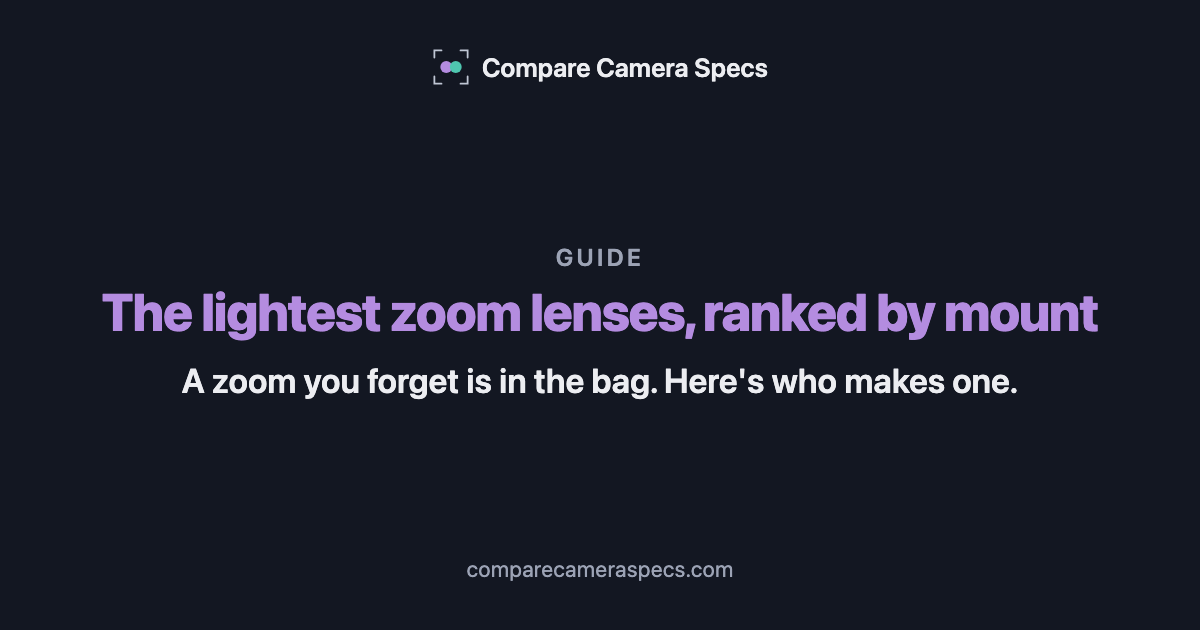 Compare Camera Specs
GUIDE
The lightest zoom lenses, ranked by mount
A zoom you forget is in the bag. Here's who makes one.
comparecameraspecs.com